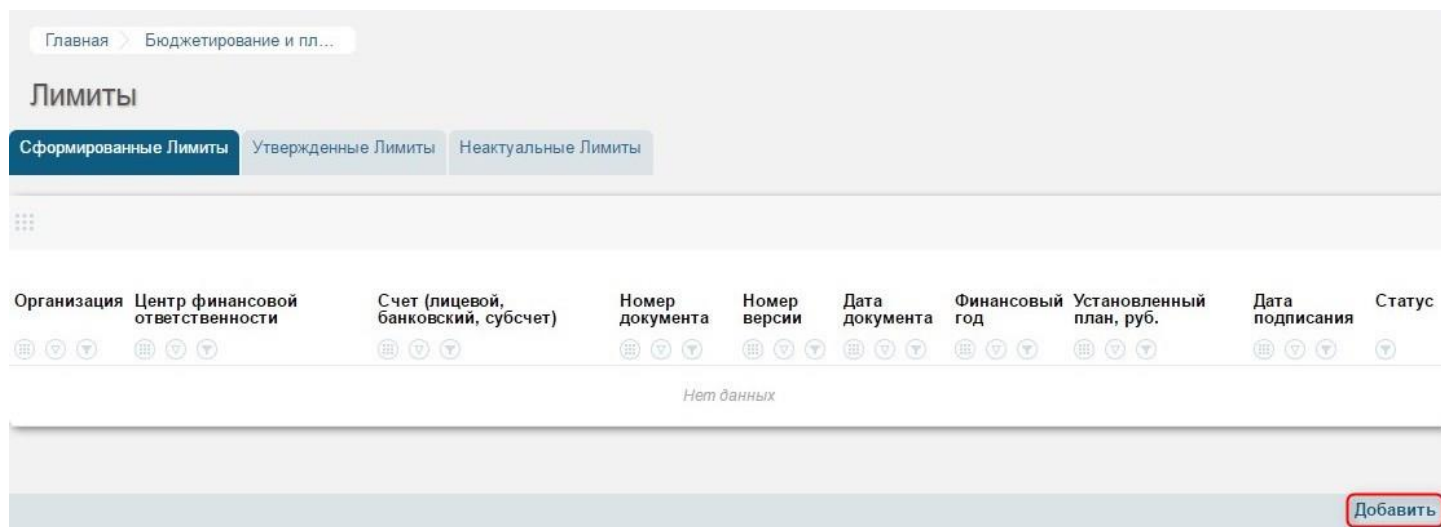 Главная Бюджетирование и пл...
Лимиты
Сформированные Лимиты Утвержденные Лимиты Неактуальные Лимиты
Организация Центр финансовой Счет (лицевой, Номер Номер Дата Финансовый Установленный Дата Статус
ответственности банковский, субсчет) документа версии документа год план, руб. подписания
Нет данных
Добавить